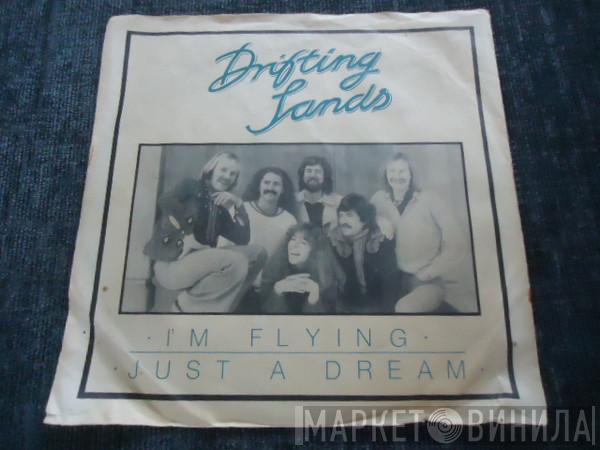 Drifting
Sands
· I'M FLYING ·
· JUST A DREAM ·
МАРКЕТ ВИНИЛА